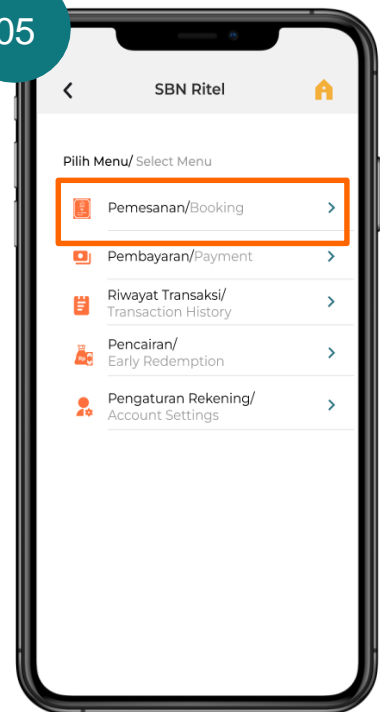 05
SBN Ritel
Pilih Menu/ Select Menu
Pemesanan/Booking
Pembayaran/Payment
Riwayat Transaksi/
Transaction History
Pencairan/
Early Redemption
Pengaturan Rekening/
Account Settings